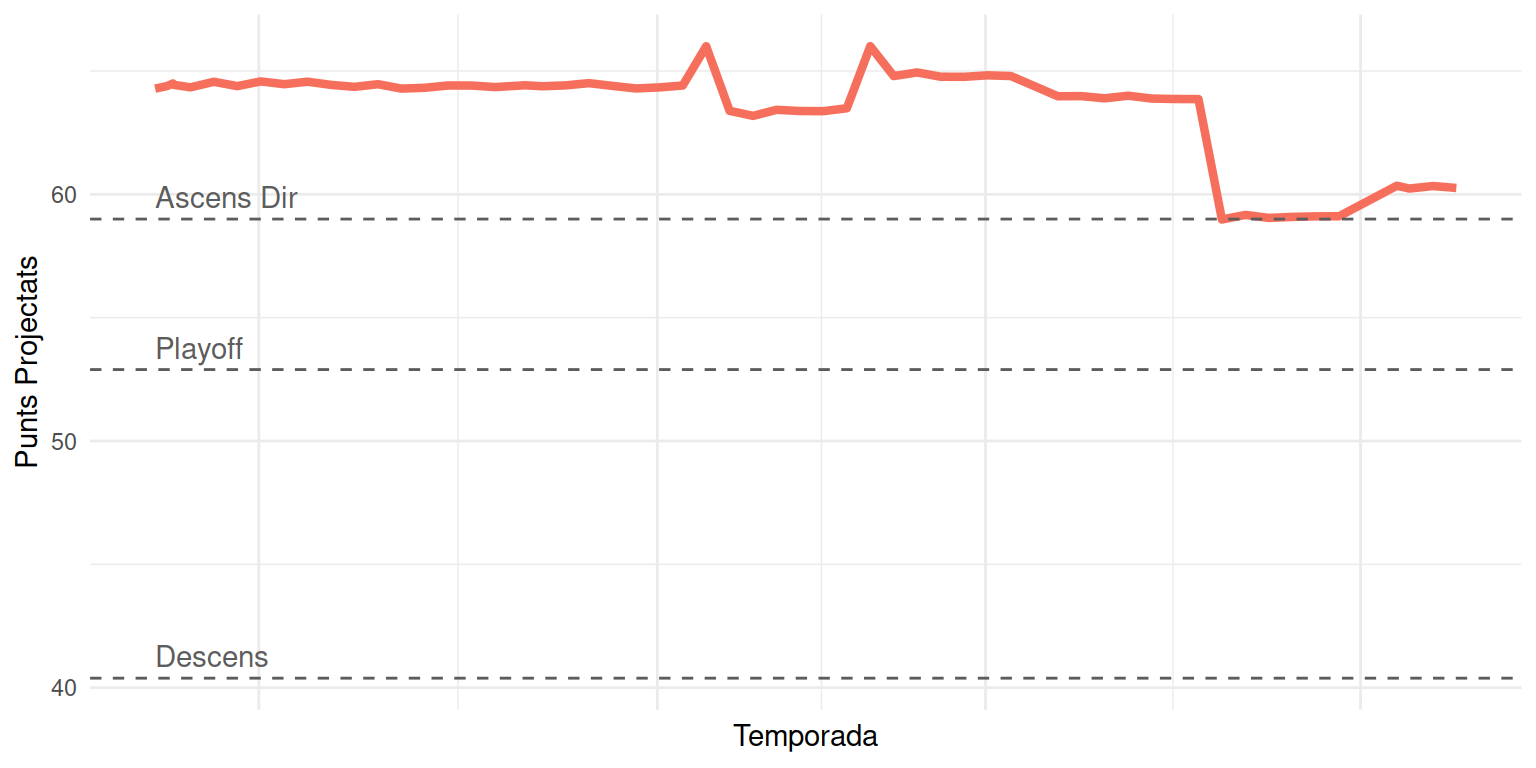 60
Ascens Dir
Playoff
50
Descens
40
Punts Projectats
Temporada